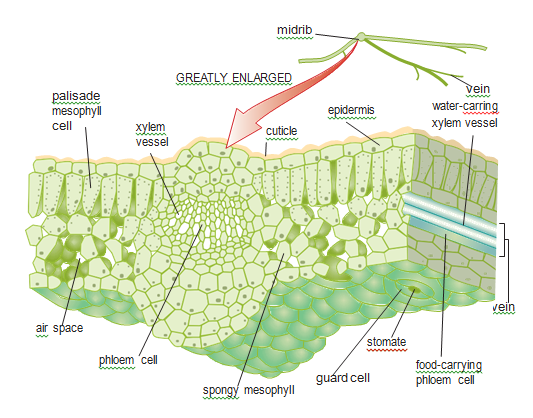 midrib
GREATLY ENLARGED
vein
palisade
mesophyll
cell
xylem
vessel
cuticle
epidermis
water-carring
xylem vessel
vein
air space
phloem cell
spongy mesophyll
guard cell
stomate
food-carrying
phloem cell